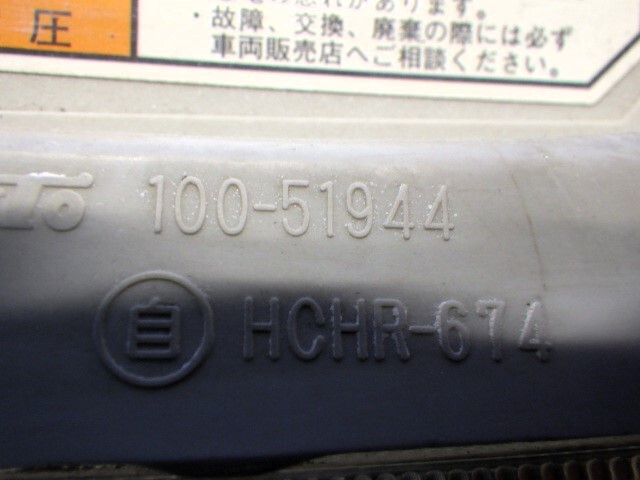 圧
・故障、交換、廃棄の際には必ず
車両販売店へご相談ください。
100-51944
自 HCHR-674